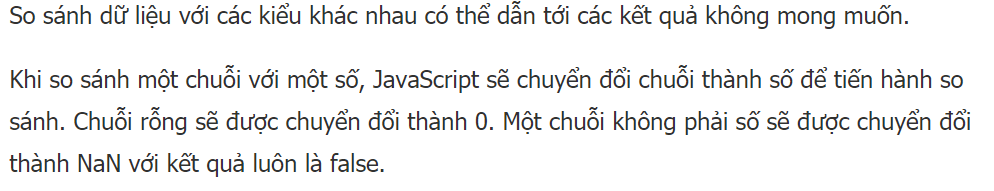 So sánh dữ liệu với các kiểu khác nhau có thể dẫn tới các kết quả không mong muốn.
Khi so sánh một chuỗi với một số, JavaScript sẽ chuyển đổi chuỗi thành số để tiến hành so
sánh. Chuỗi rỗng sẽ được chuyển đổi thành 0. Một chuỗi không phải số sẽ được chuyển đổi
thành NaN với kết quả luôn là false.